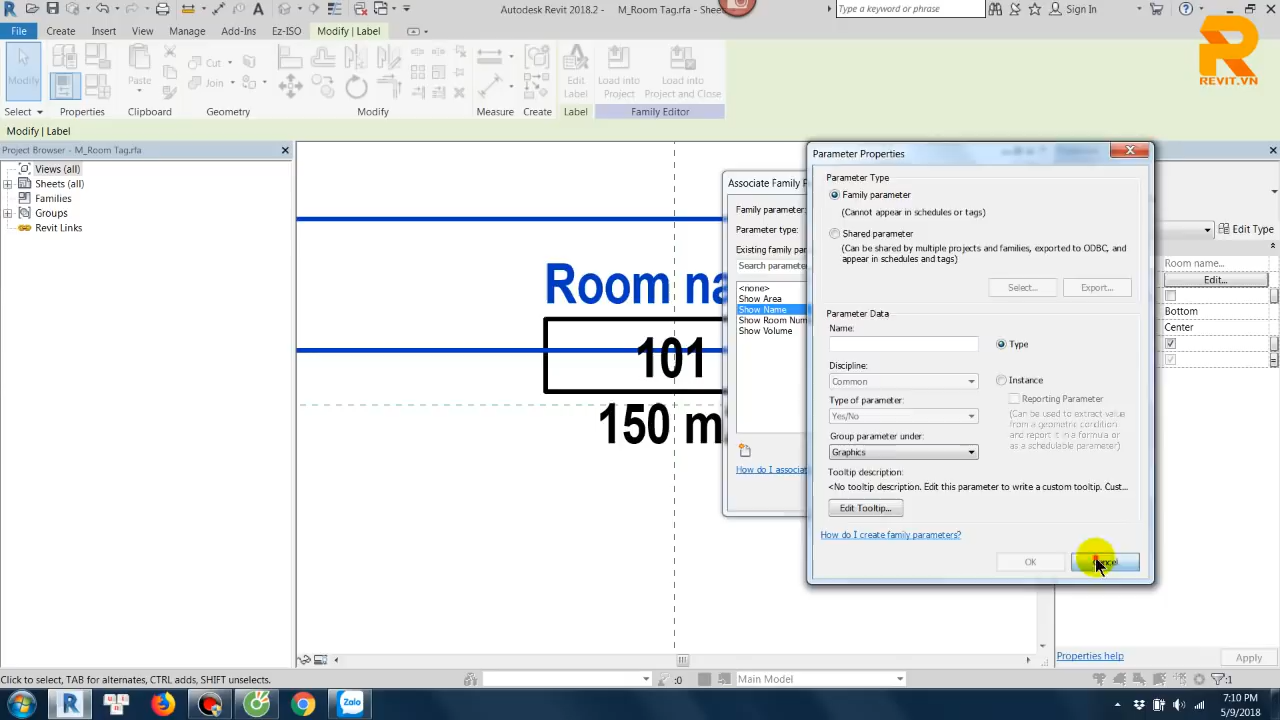 Autodesk Revit 2018.2 - M_Room Tag.rfa
Type a keyword or phrase
Sign In
File Create Insert View Manage Add-Ins Ez-ISO Modify | Label
REVIT.VN
Modify
Paste
Cut
Join
Edit Label
Load into Project
Load into Project and Close
Select Properties Clipboard Geometry Modify Measure Create Label Family Editor
Modify | Label
Project Browser - M_Room Tag.rfa
Views (all)
Sheets (all)
Families
Groups
Revit Links
Room na
101
150 m
Associate Family P
Family parameter:
Parameter type:
Existing family par
Search parameter
<none>
Show Area
Show Name
Show Room Num
Show Volume
How do I associat
Parameter Properties
Parameter Type
Family parameter
(Cannot appear in schedules or tags)
Shared parameter
(Can be shared by multiple projects and families, exported to ODBC, and
appear in schedules and tags)
Select...
Export...
Parameter Data
Name:
Type
Discipline:
Common
Instance
Reporting Parameter
(Can be used to extract value
from a geometric condition
and report it in a formula or
as a schedulable parameter)
Type of parameter:
Yes/No
Group parameter under:
Graphics
Tooltip description:
<No tooltip description. Edit this parameter to write a custom tooltip. Cust...
Edit Tooltip...
How do I create family parameters?
OK
Edit Type
Room name...
Edit...
Bottom
Center
Properties help
Apply
Click to select, TAB for alternates, CTRL adds, SHIFT unselects.
:0
Main Model
:1
Zalo
7:10 PM
5/9/2018